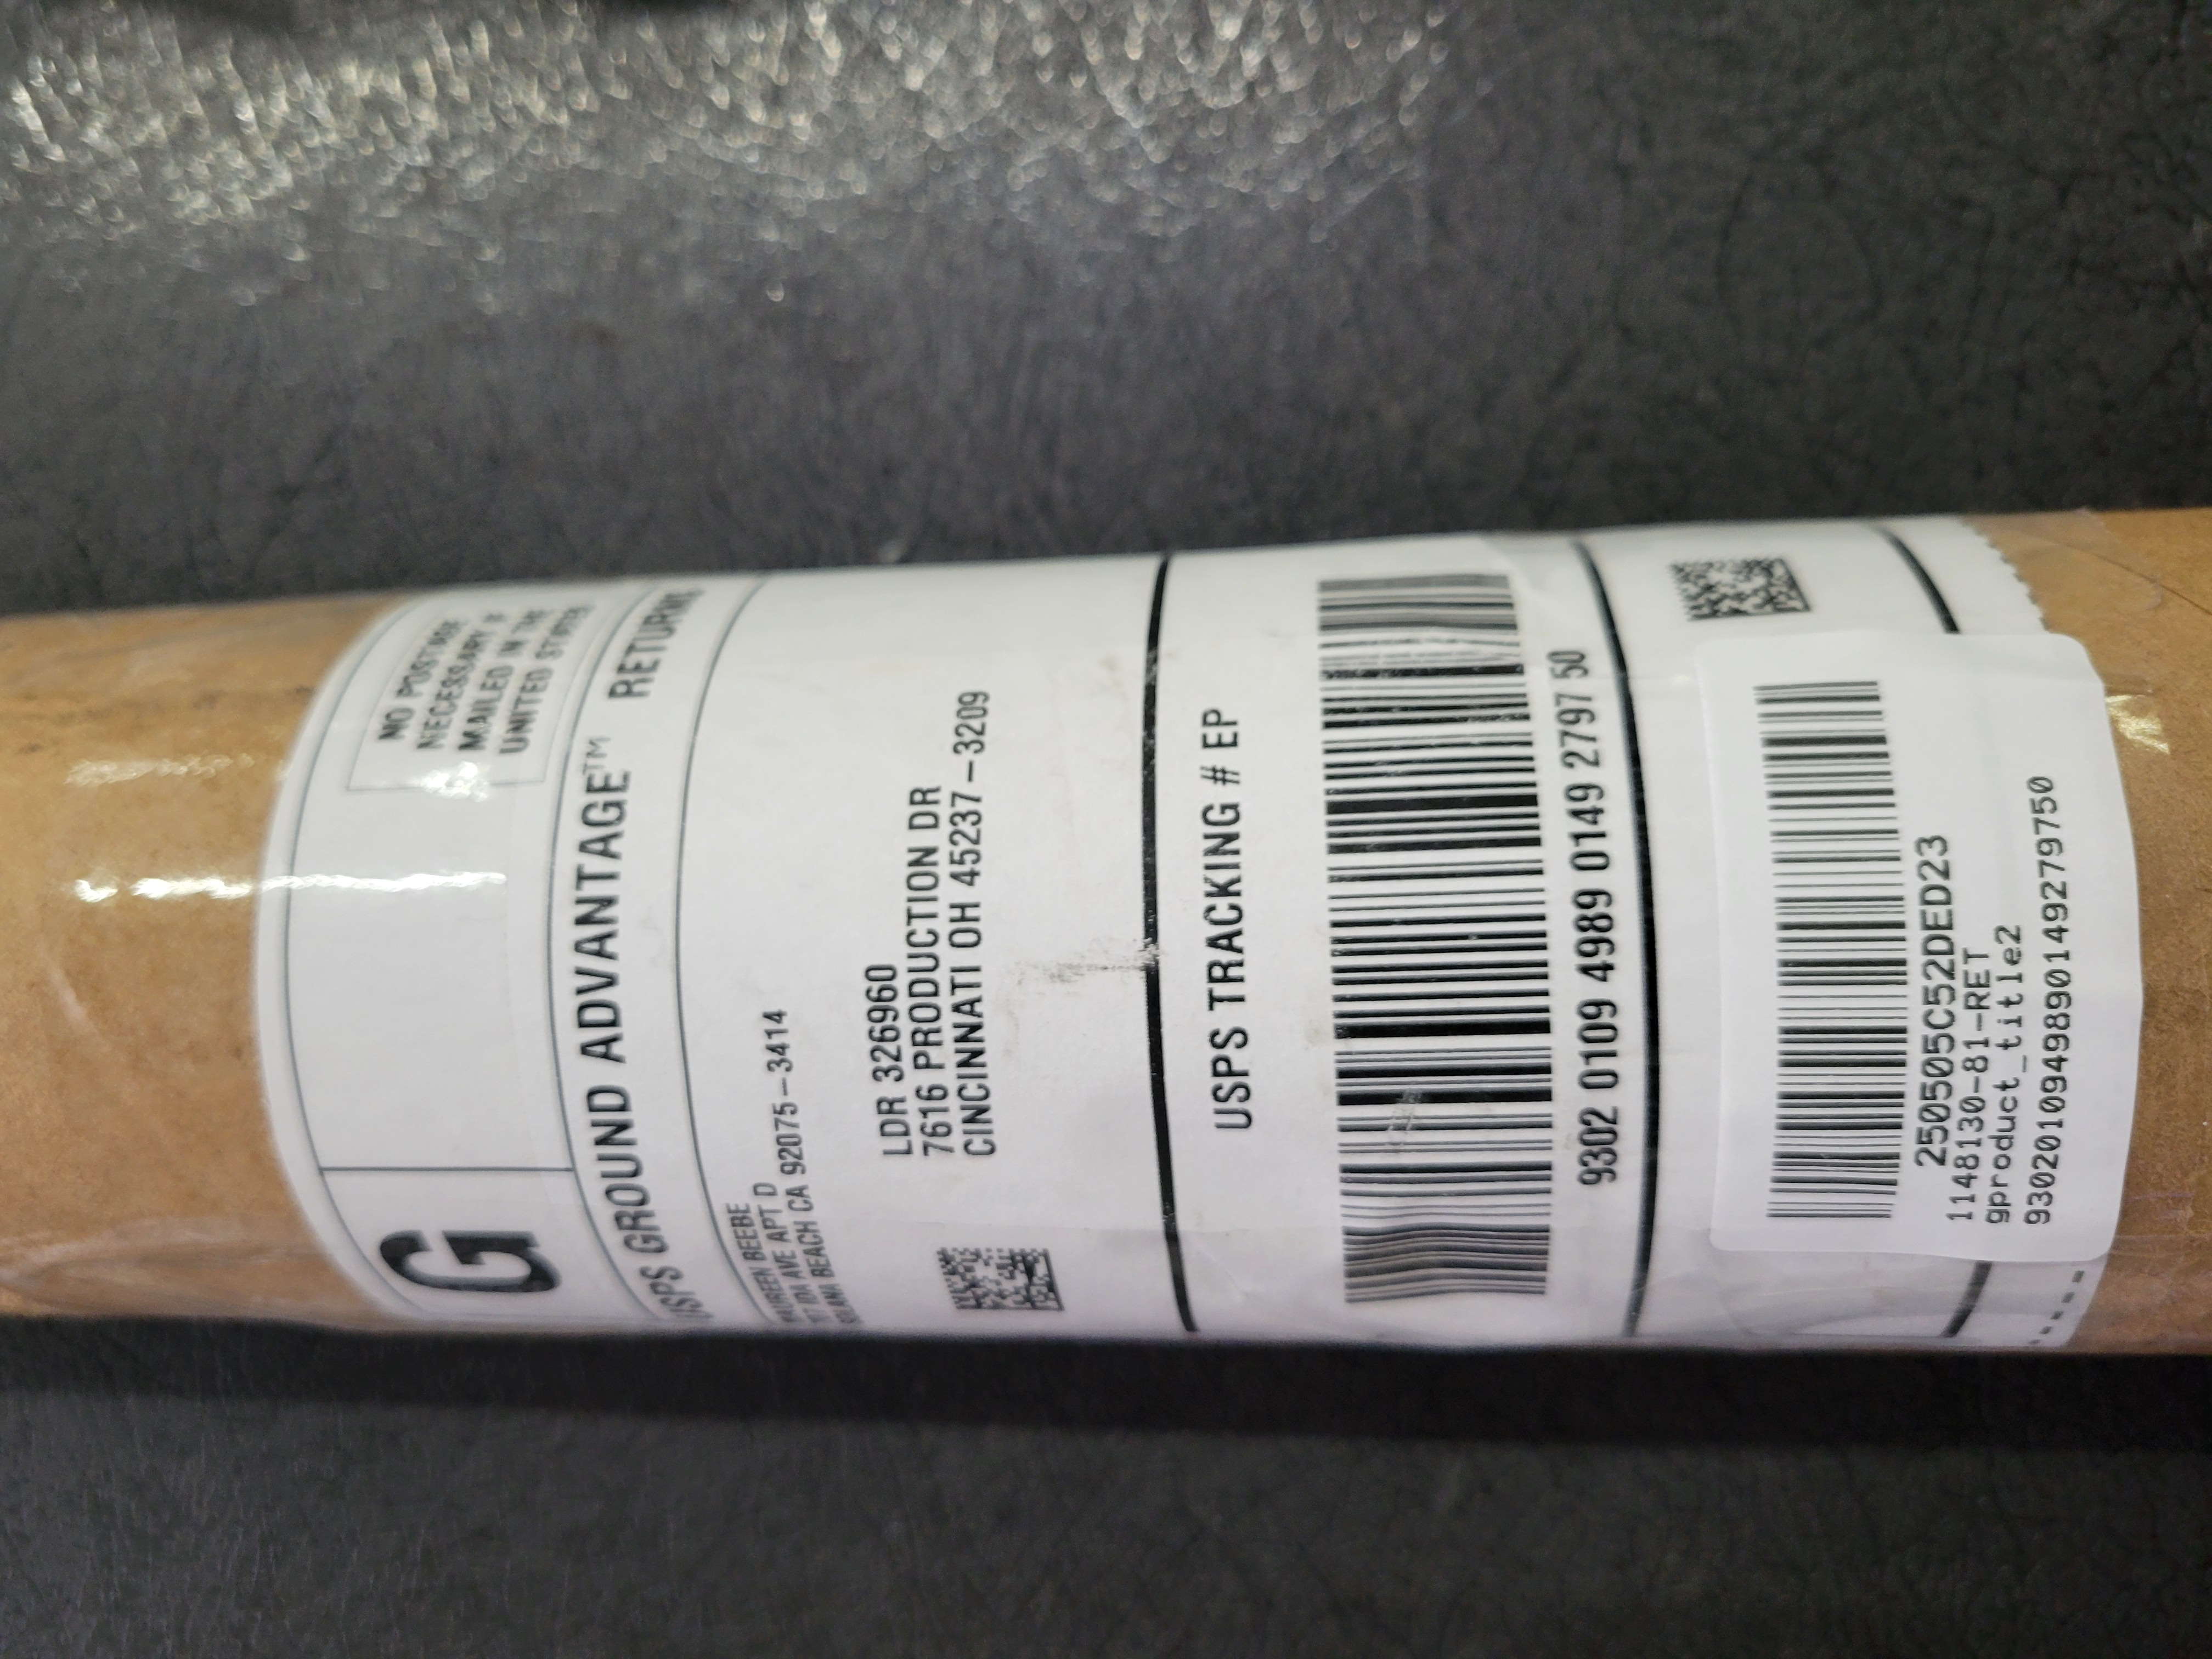 G
NO POSTAGE
NECESSARY IF
MAILED IN THE
UNITED STATES
USPS GROUND ADVANTAGE™ RETURNS
BEEBE
AVE APT D
BEACH CA 92075-3414
LDR 326960
7616 PRODUCTION DR
CINCINNATI OH 45237-3209
USPS TRACKING # EP
9302 0109 4989 0149 2797 50
250505C52DED23
1148130-81-RET
gproduct_title2
9302010949890149279750